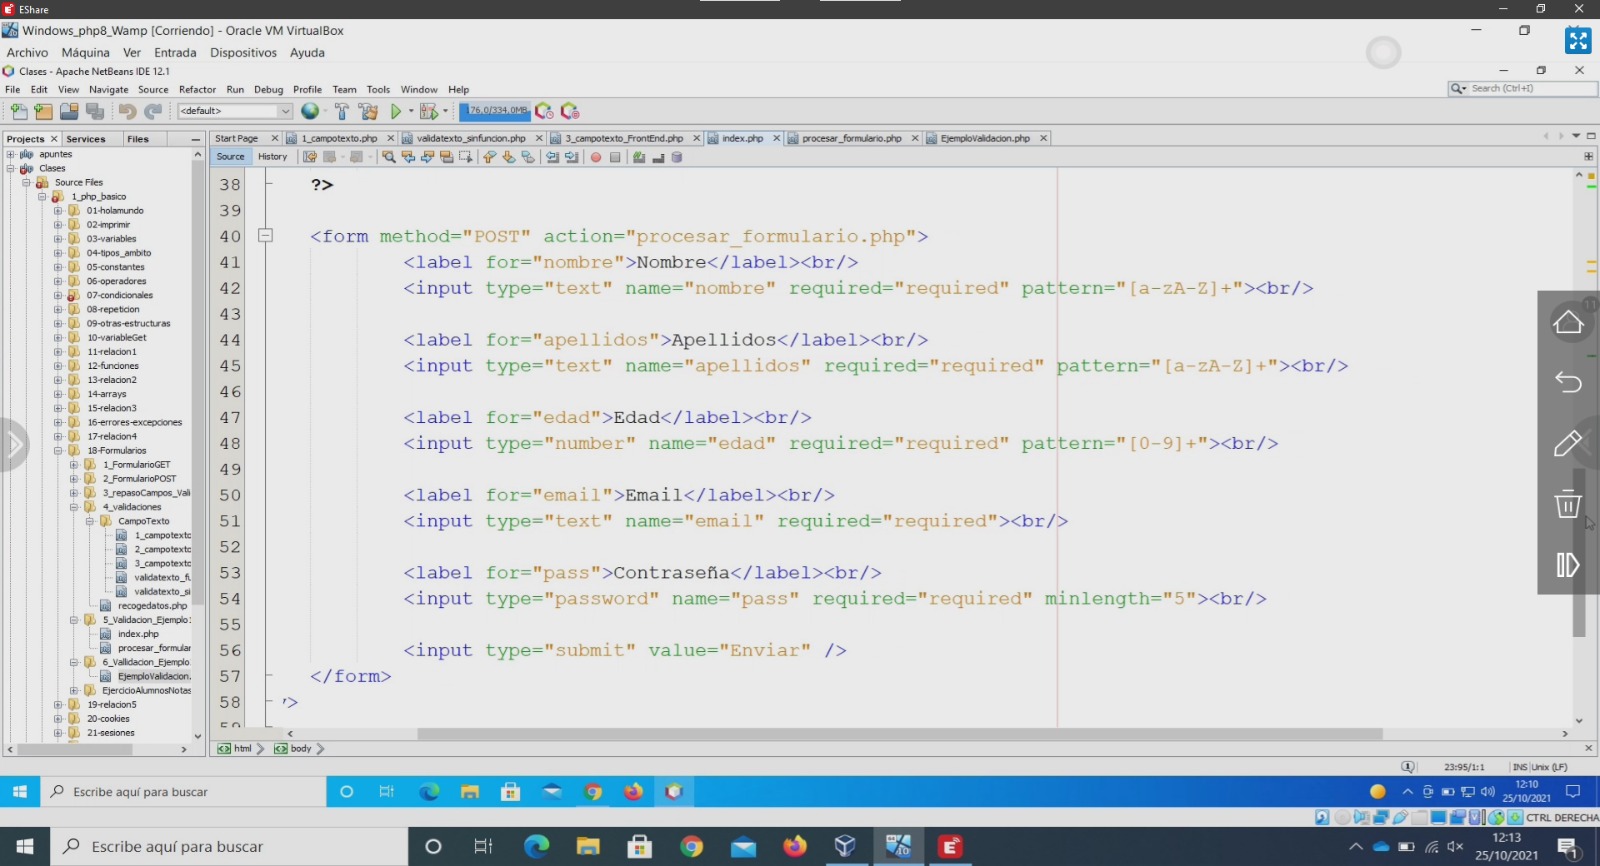 EShare
Windows_php8_Wamp [Corriendo] - Oracle VM VirtualBox
Archivo Máquina Ver Entrada Dispositivos Ayuda
Clases - Apache NetBeans IDE 12.1
File Edit View Navigate Source Refactor Run Debug Profile Team Tools Window Help
Search (Ctrl+I)
<default>
176.0/334.0MB
Projects Services Files
Start Page 1_campotexto.php validatexto_sinfuncion.php 3_campotexto_FrontEnd.php index.php procesar_formulario.php EjemploValidacion.php
Source History
apuntes
Clases
Source Files
1_php_basico
01-holamundo
02-imprimir
03-variables
04-tipos_ambito
05-constantes
06-operadores
07-condicionales
08-repeticion
09-otras-estructuras
10-variableGet
11-relacion1
12-funciones
13-relacion2
14-arrays
15-relacion3
16-errores-excepciones
17-relacion4
18-Formularios
1_FormularioGET
2_FormularioPOST
3_repasoCampos_Vali
4_validaciones
CampoTexto
1_campotexto
2_campotexto
3_campotexto
validatexto_fu
validatexto_si
recogedatos.php
5_Validacion_Ejemplo1
index.php
procesar_formular
6_Validacion_Ejemplo
EjemploValidacion.
EjercicioAlumnosNotas
19-relacion5
20-cookies
21-sesiones
38 ?>
39
40 <form method="POST" action="procesar_formulario.php">
41 <label for="nombre">Nombre</label><br/>
42 <input type="text" name="nombre" required="required" pattern="[a-zA-Z]+"><br/>
43
44 <label for="apellidos">Apellidos</label><br/>
45 <input type="text" name="apellidos" required="required" pattern="[a-zA-Z]+"><br/>
46
47 <label for="edad">Edad</label><br/>
48 <input type="number" name="edad" required="required" pattern="[0-9]+"><br/>
49
50 <label for="email">Email</label><br/>
51 <input type="text" name="email" required="required"><br/>
52
53 <label for="pass">Contraseña</label><br/>
54 <input type="password" name="pass" required="required" minlength="5"><br/>
55
56 <input type="submit" value="Enviar" />
57 </form>
58 y>
59
html body
11
23:95/1:1 INS Unix (LF)
Escribe aquí para buscar
12:10
25/10/2021
CTRL DERECHA
Escribe aquí para buscar
12:13
25/10/2021
1